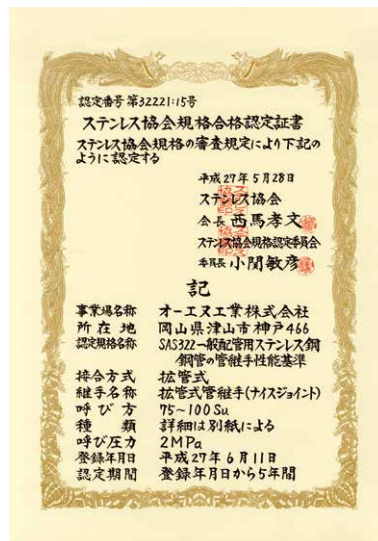 認定番号 第32221:15号
ステンレス協会規格合格認定証書
ステンレス協会規格の審査規定により下記の
ように認定する
平成27年5月28日
ステンレス協会
会長 西馬孝文
ステンレス協会規格認定委員会
委員長 小関敏彦
記
事業場名称 オーエヌ工業株式会社
所在地 岡山県津山市神戸466
認定規格名称 SAS322一般配管用ステンレス鋼
鋼管の管継手性能基準
接合方式 拡管式
継手名称 拡管式管継手(ナイスジョイント)
呼び方 75~100Su
種類 詳細は別紙による
呼び圧力 2MPa
登録年月日 平成27年6月11日
認定期間 登録年月日から5年間